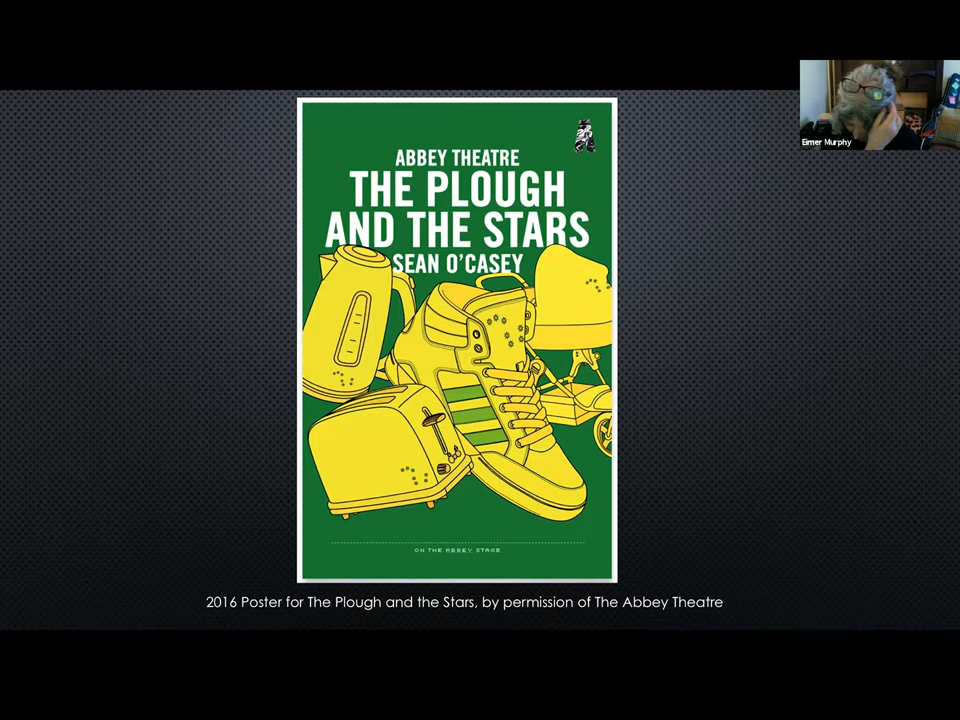 ABBEY THEATRE
THE PLOUGH
AND THE STARS
SEAN O'CASEY
ON THE ABBEY STAGE
2016 Poster for The Plough and the Stars, by permission of The Abbey Theatre
Eimer Murphy